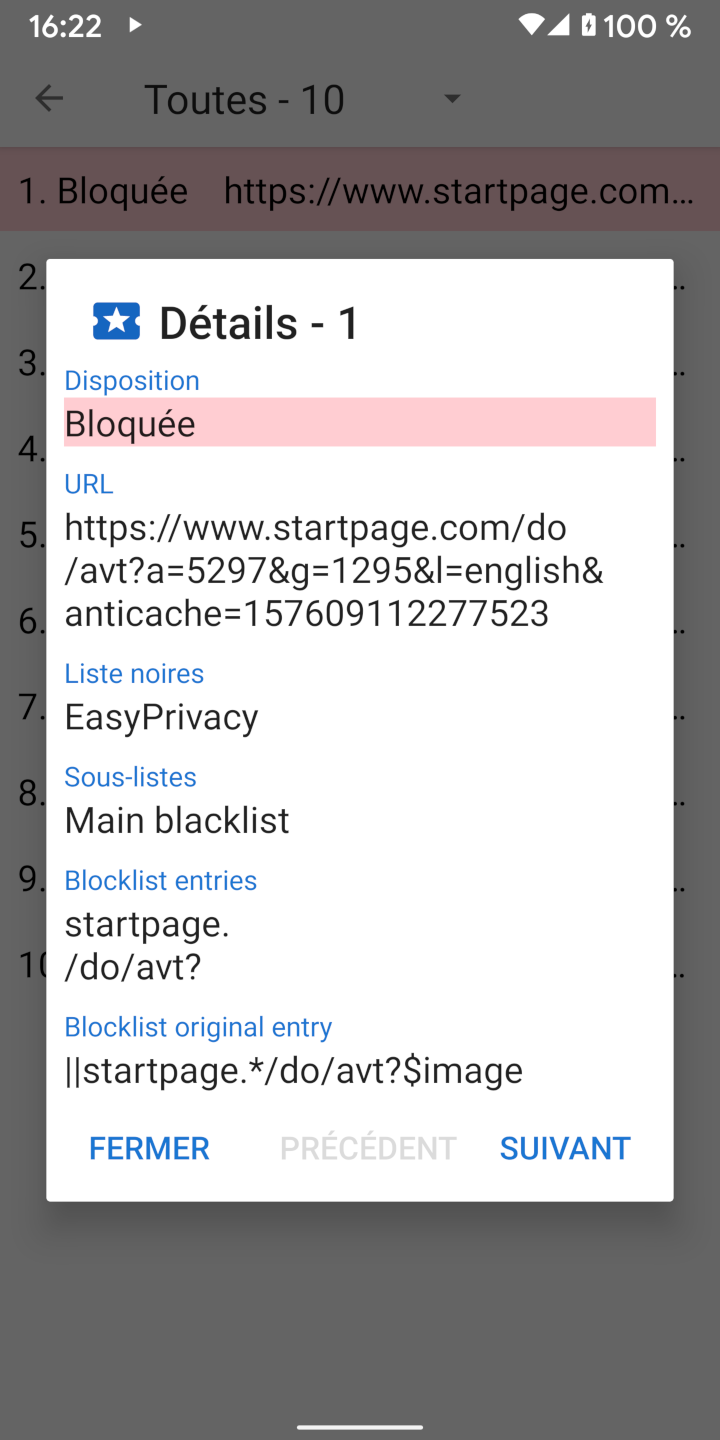 16:22 100 %
Toutes - 10
1. Bloquée https://www.startpage.com…
2.
Détails - 1
3.
Disposition
Bloquée
4.
URL
https://www.startpage.com/do
5.
/avt?a=5297&g=1295&l=english&
anticache=157609112277523
6.
Liste noires
7.
EasyPrivacy
Sous-listes
8.
Main blacklist
9.
Blocklist entries
startpage.
10
/do/avt?
Blocklist original entry
||startpage.*/do/avt?$image
FERMER PRÉCÉDENT SUIVANT